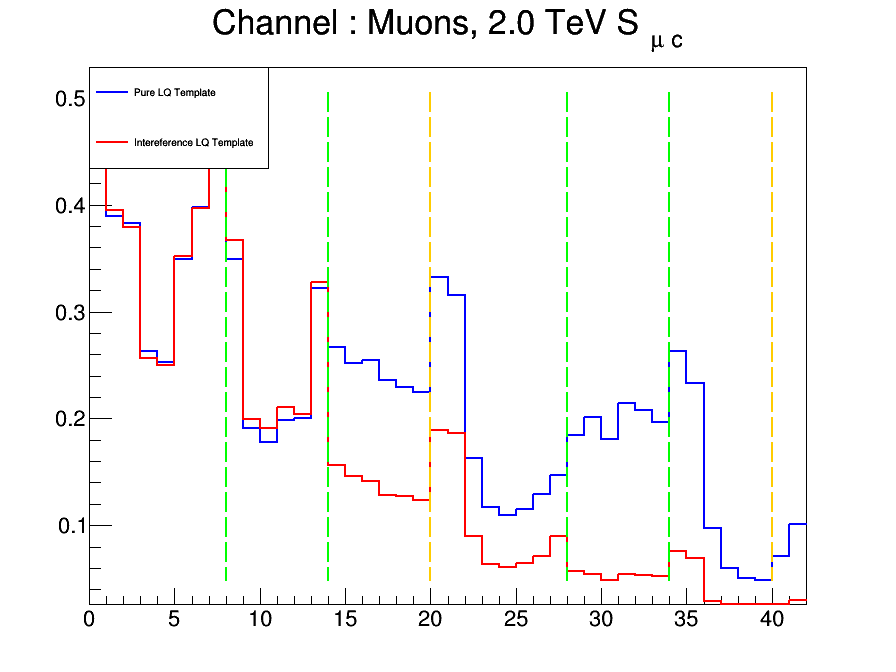 Channel : Muons, 2.0 TeV S μ c
Pure LQ Template
Intereference LQ Template
0.5
0.4
0.3
0.2
0.1
0 5 10 15 20 25 30 35 40